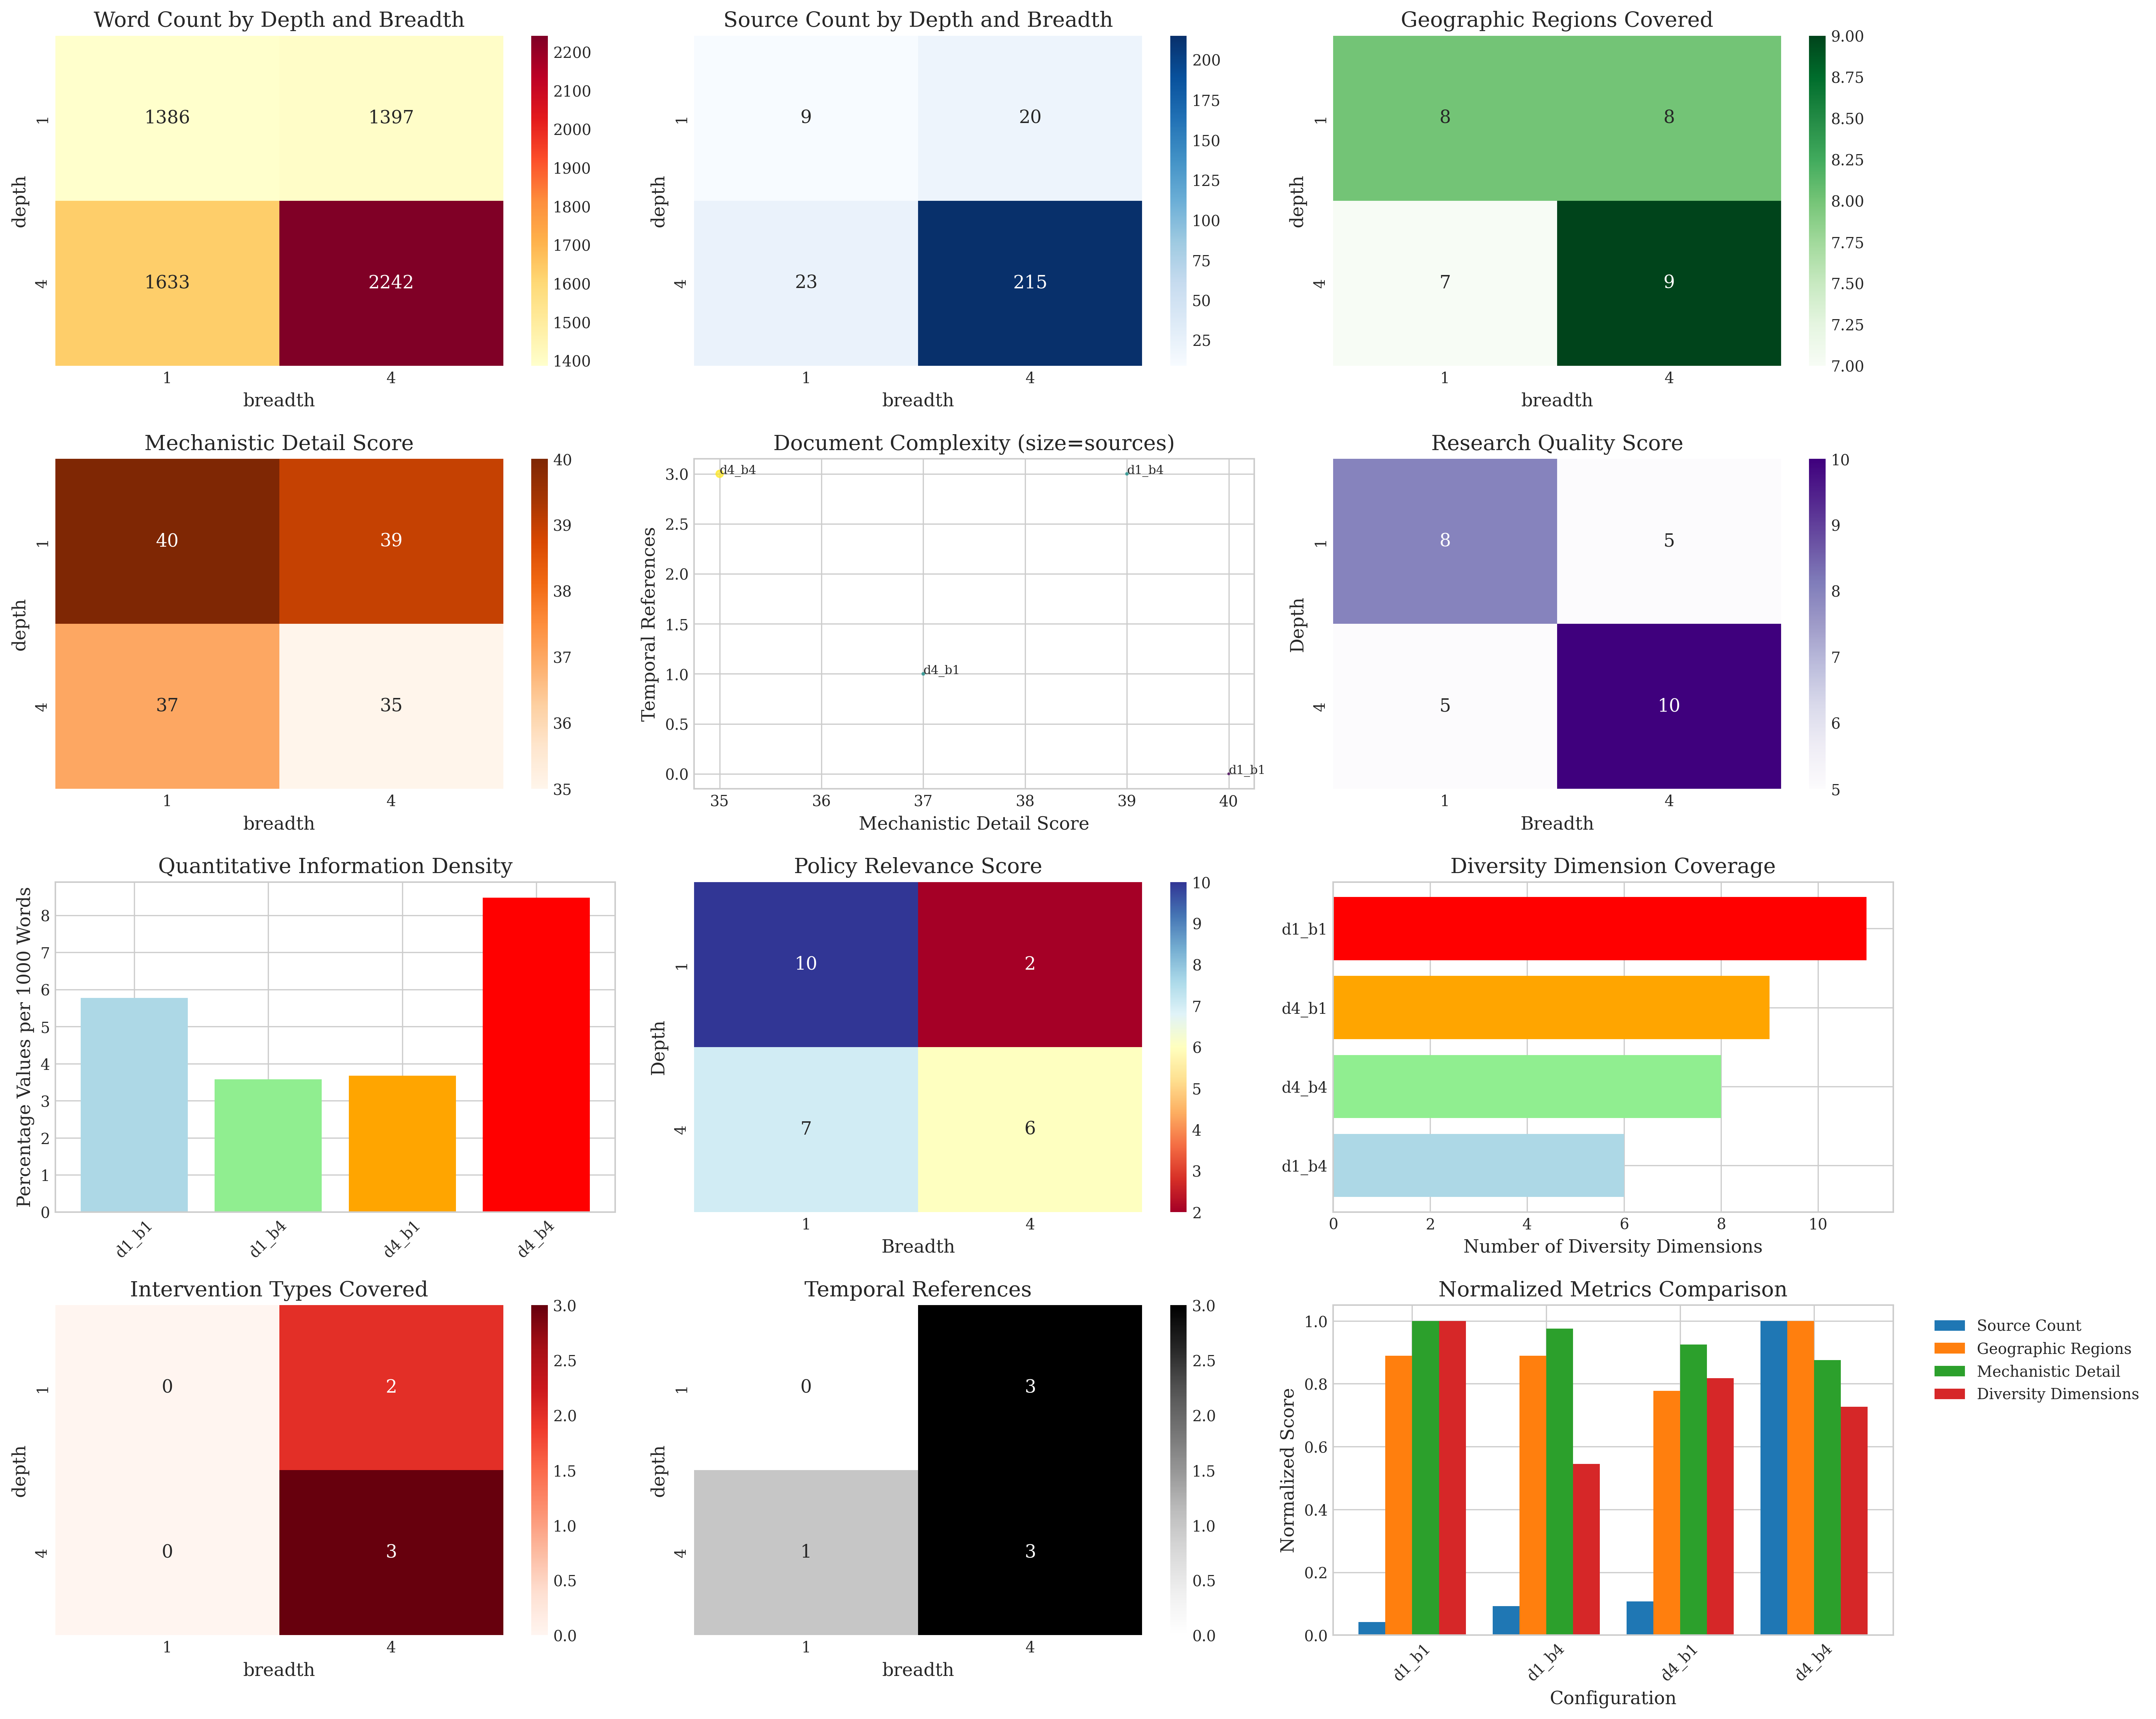 Word Count by Depth and Breadth
1386
1397
1633
2242
1
4
depth
1
4
breadth
2200
2100
2000
1900
1800
1700
1600
1500
1400
Source Count by Depth and Breadth
9
20
23
215
1
4
depth
1
4
breadth
200
175
150
125
100
75
50
25
Geographic Regions Covered
8
8
7
9
1
4
depth
1
4
breadth
9.00
8.75
8.50
8.25
8.00
7.75
7.50
7.25
7.00
Mechanistic Detail Score
40
39
37
35
1
4
depth
1
4
breadth
40
39
38
37
36
35
Document Complexity (size=sources)
d4_b4
d1_b4
d4_b1
d1_b1
3.0
2.5
2.0
1.5
1.0
0.5
0.0
Temporal References
35
36
37
38
39
40
Mechanistic Detail Score
Research Quality Score
8
5
5
10
1
4
Depth
1
4
Breadth
10
9
8
7
6
5
Quantitative Information Density
8
7
6
5
4
3
2
1
0
Percentage Values per 1000 Words
d1_b1
d1_b4
d4_b1
d4_b4
Policy Relevance Score
10
2
7
6
1
4
Depth
1
4
Breadth
10
9
8
7
6
5
4
3
2
Diversity Dimension Coverage
d1_b1
d4_b1
d4_b4
d1_b4
0
2
4
6
8
10
Number of Diversity Dimensions
Intervention Types Covered
0
2
0
3
1
4
depth
1
4
breadth
3.0
2.5
2.0
1.5
1.0
0.5
0.0
Temporal References
0
3
1
3
1
4
depth
1
4
breadth
3.0
2.5
2.0
1.5
1.0
0.5
0.0
Normalized Metrics Comparison
1.0
0.8
0.6
0.4
0.2
0.0
Normalized Score
d1_b1
d1_b4
d4_b1
d4_b4
Configuration
Source Count
Geographic Regions
Mechanistic Detail
Diversity Dimensions